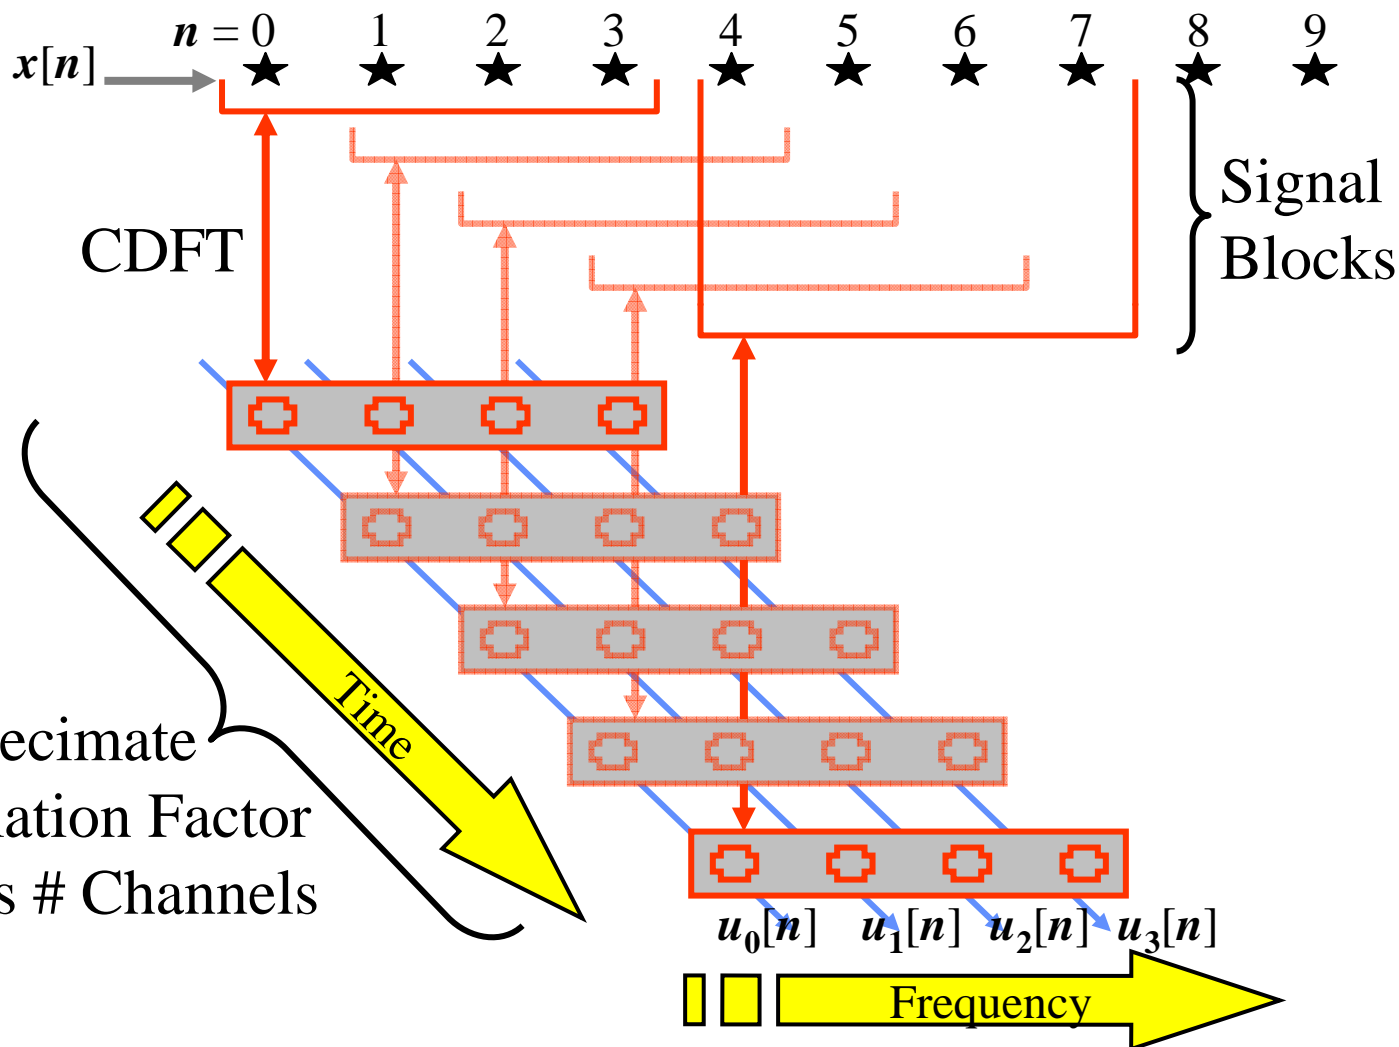 n = 0 1 2 3 4 5 6 7 8 9
x[n]
Signal
Blocks
CDFT
Time
ecimate
ation Factor
s # Channels
u0[n] u1[n] u2[n] u3[n]
Frequency